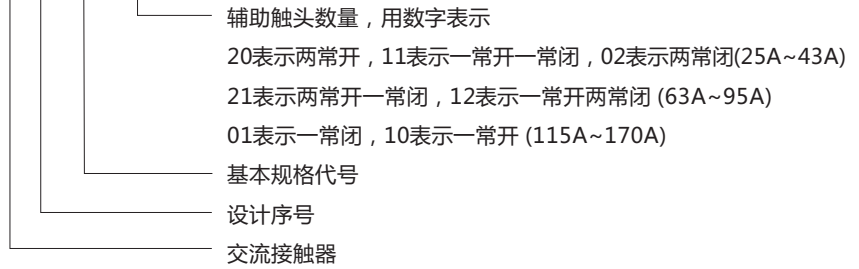 辅助触头数量，用数字表示
20表示两常开，11表示一常开一常闭，02表示两常闭(25A~43A)
21表示两常开一常闭，12表示一常开两常闭 (63A~95A)
01表示一常闭，10表示一常开 (115A~170A)
基本规格代号
设计序号
交流接触器